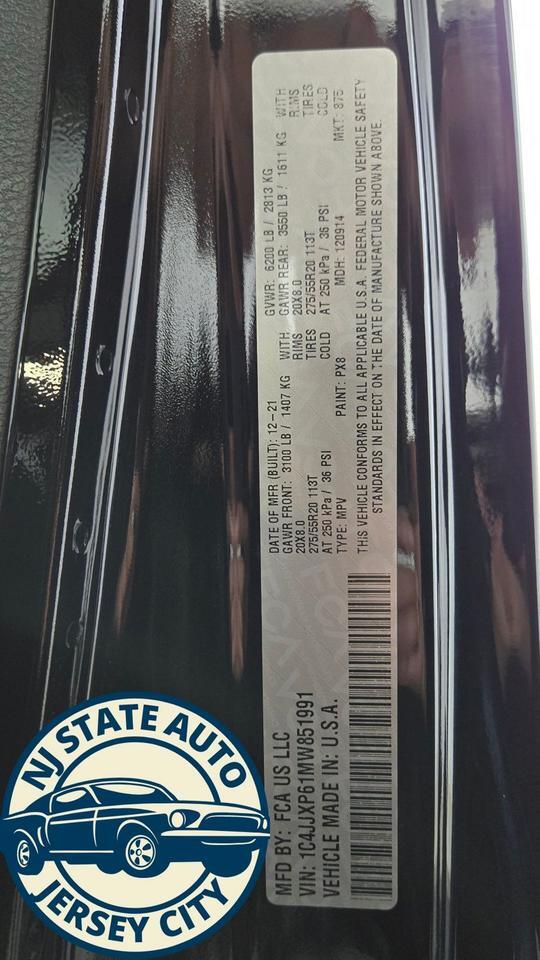 MFD BY: FCA US LLC
VIN: 1C4JJXP61MW851991
VEHICLE MADE IN: U.S.A.
DATE OF MFR (BUILT): 12-21 GVWR: 6200 LB / 2813 KG
GAWR FRONT: 3100 LB / 1407 KG WITH GAWR REAR: 3550 LB / 1611 KG WITH
20X8.0 RIMS 20X8.0 RIMS
275/55R20 113T TIRES 275/55R20 113T TIRES
AT 250 kPa / 36 PSI COLD AT 250 kPa / 36 PSI COLD
TYPE: MPV PAINT: PX8 MDH: 120914 MKT: 875
THIS VEHICLE CONFORMS TO ALL APPLICABLE U.S.A. FEDERAL MOTOR VEHICLE SAFETY
STANDARDS IN EFFECT ON THE DATE OF MANUFACTURE SHOWN ABOVE.
NJ STATE AUTO
JERSEY CITY